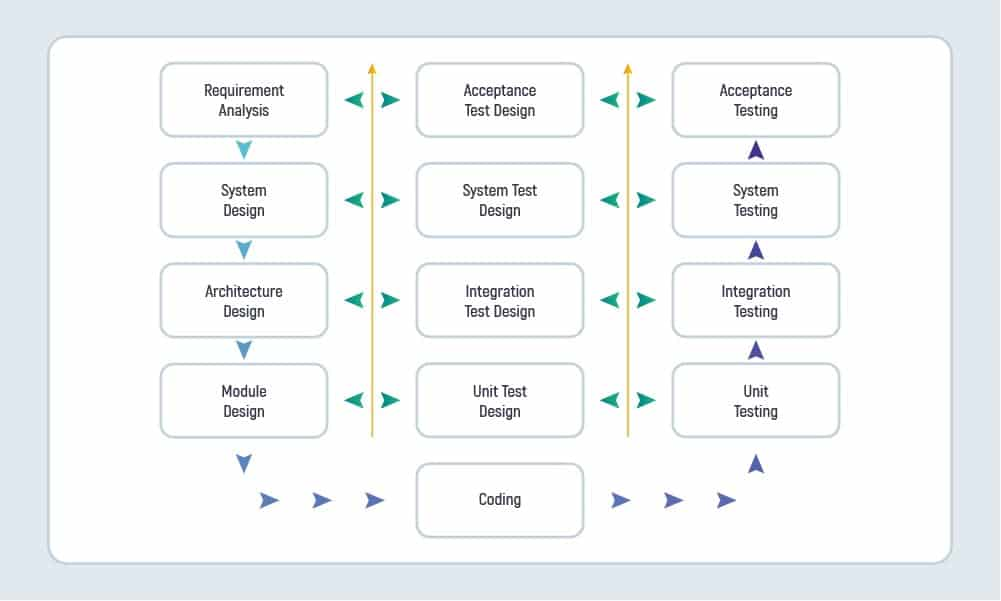 Requirement
Analysis
Acceptance
Test Design
Acceptance
Testing
System
Design
System Test
Design
System
Testing
Architecture
Design
Integration
Test Design
Integration
Testing
Module
Design
Unit Test
Design
Unit
Testing
Coding